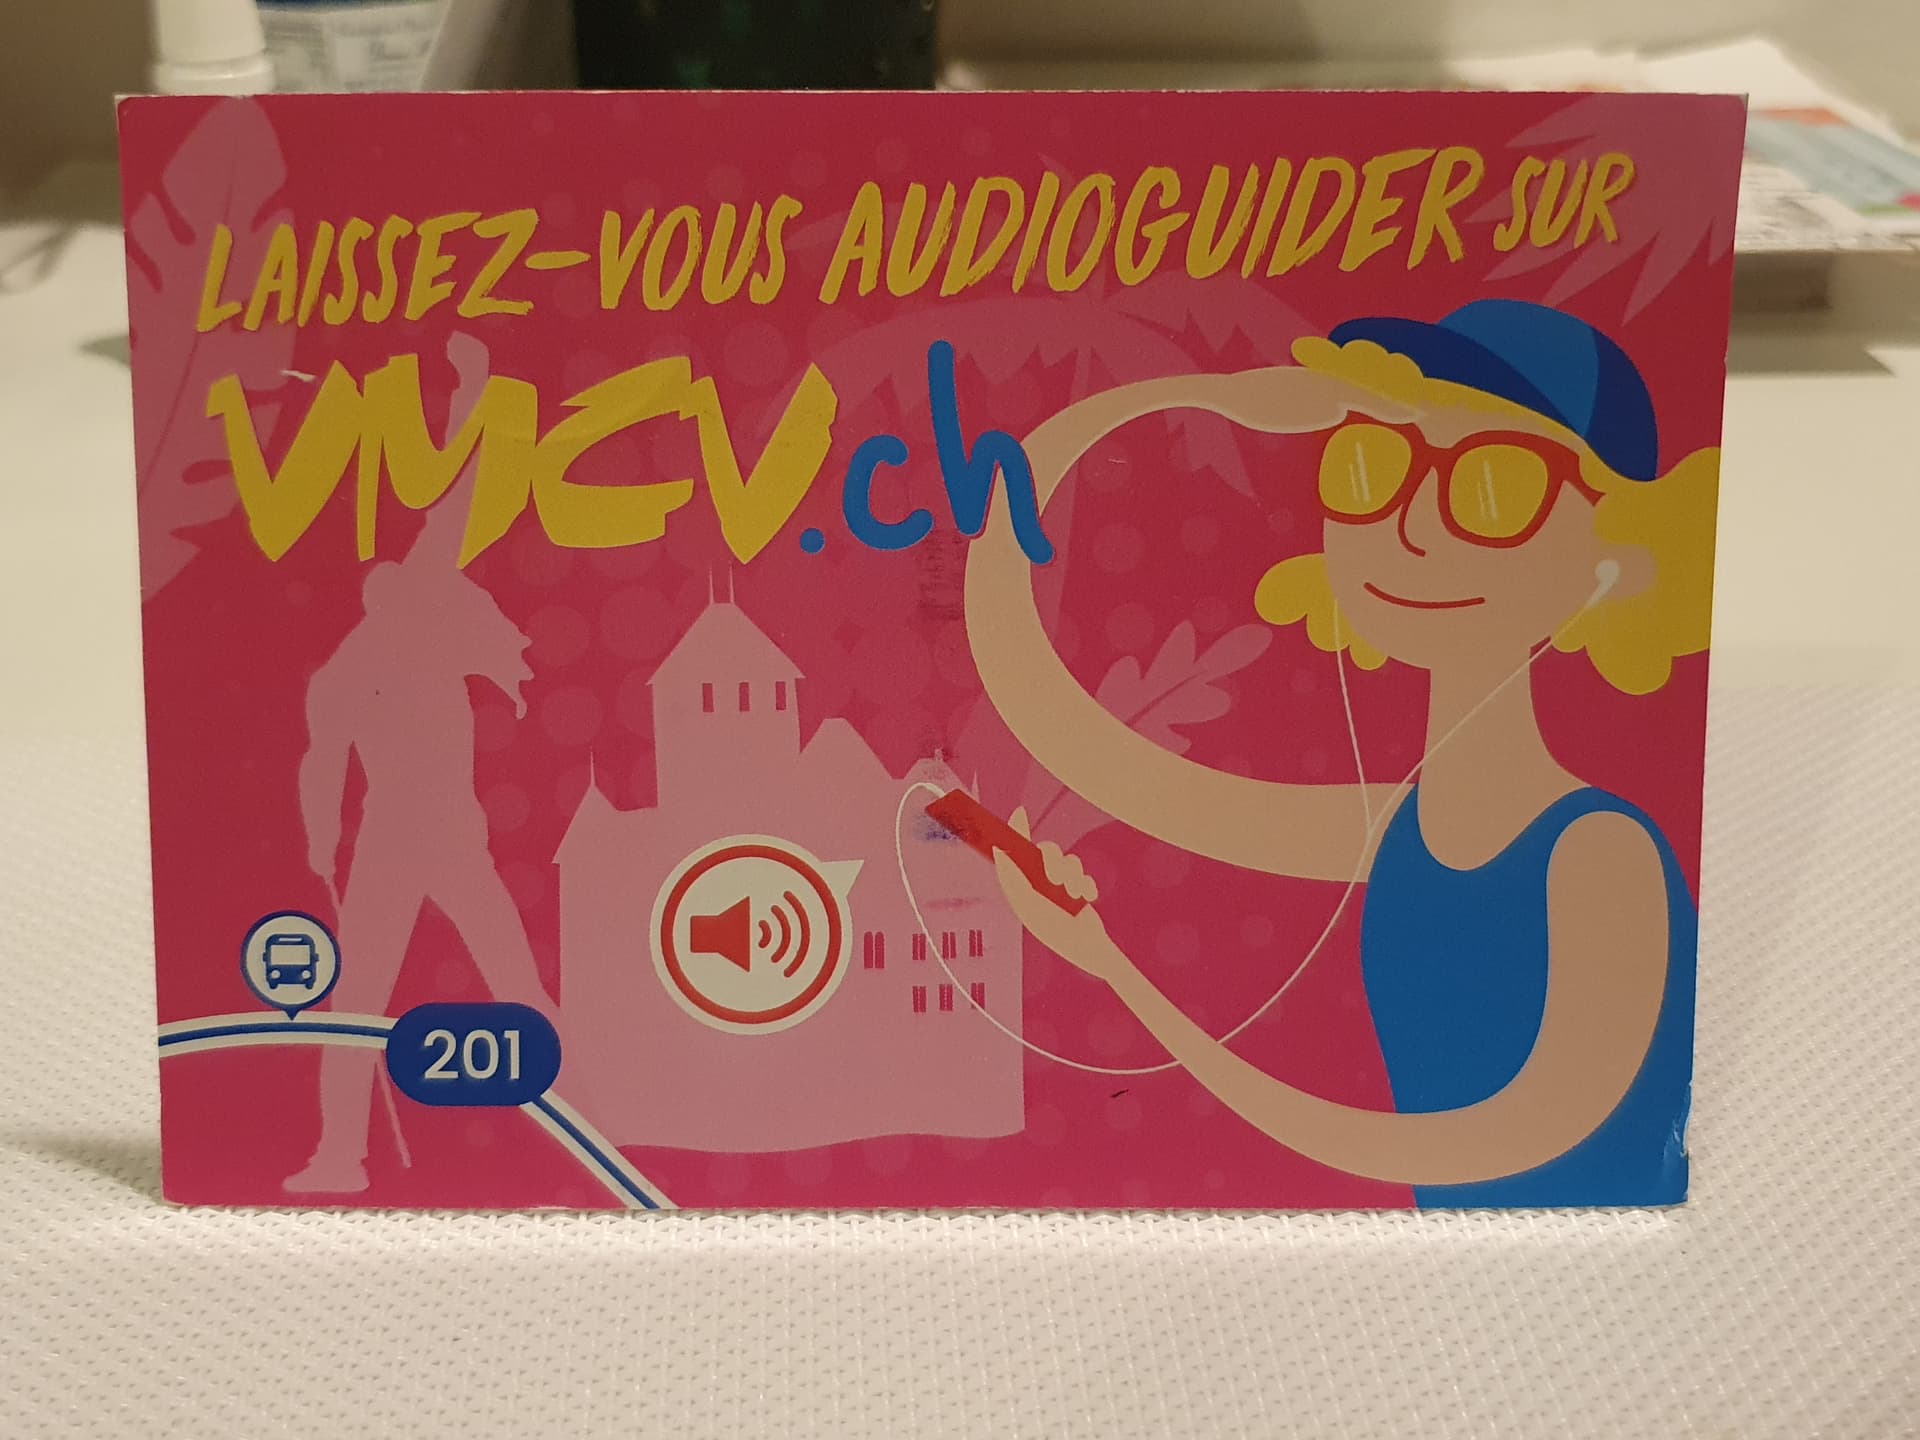 LAISSEZ-VOUS AUDIOGUIDER SUR
VMCV.ch
201